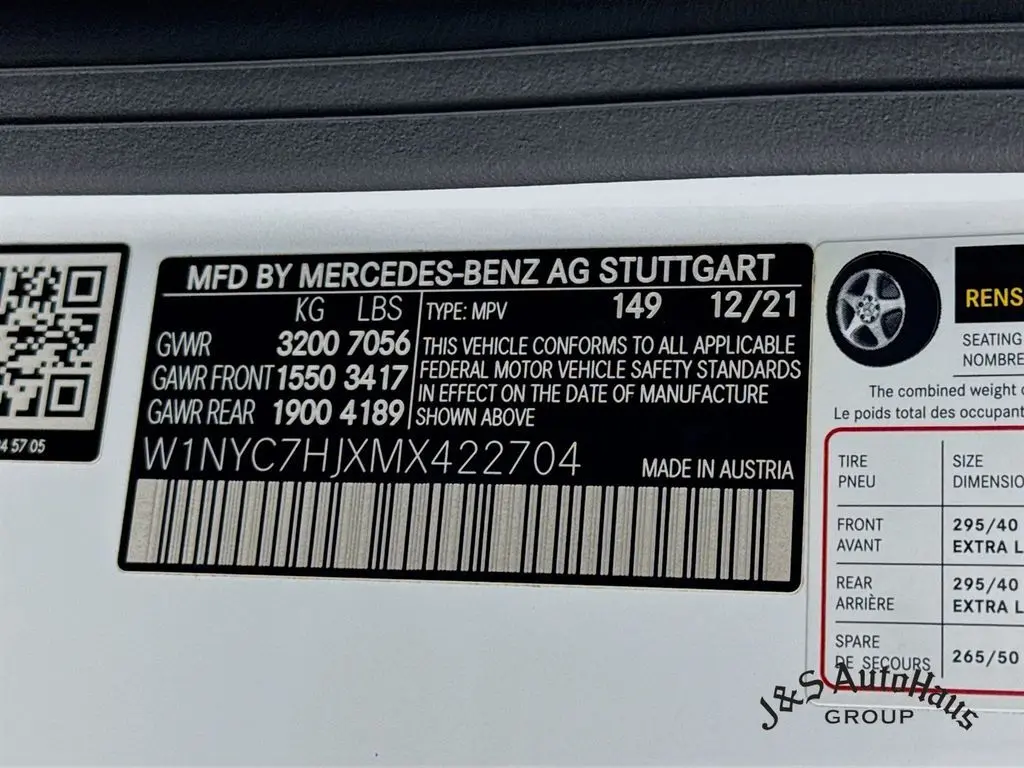 MFD BY MERCEDES-BENZ AG STUTTGART
KG LBS
GVWR 3200 7056
GAWR FRONT 1550 3417
GAWR REAR 1900 4189
TYPE: MPV 149 12/21
THIS VEHICLE CONFORMS TO ALL APPLICABLE
FEDERAL MOTOR VEHICLE SAFETY STANDARDS
IN EFFECT ON THE DATE OF MANUFACTURE
SHOWN ABOVE
W1NYC7HJXMX422704 MADE IN AUSTRIA
4 57 05
RENS
SEATING
NOMBRE
The combined weight
Le poids total des occupant
TIRE SIZE
PNEU DIMENSIO
FRONT 295/40
AVANT EXTRA L
REAR 295/40
ARRIÈRE EXTRA L
SPARE 265/50
DE SECOURS
J&S AutoHaus
GROUP